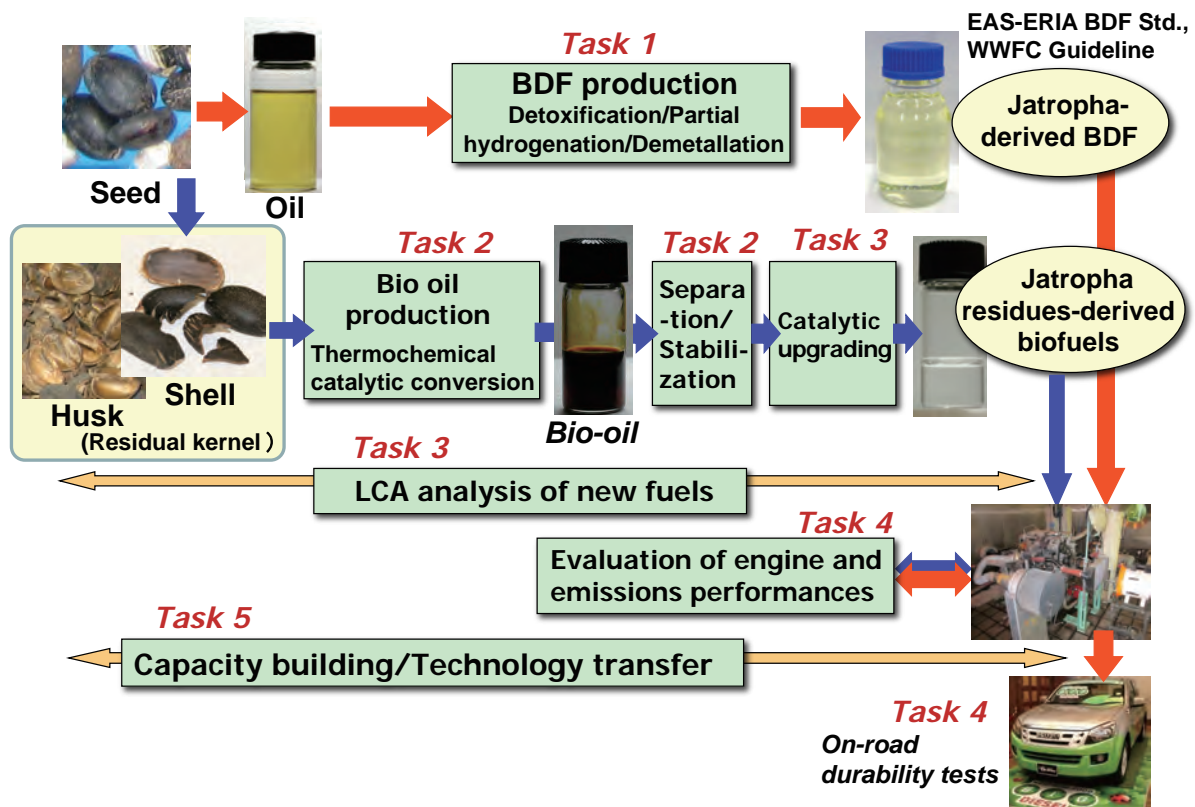 EAS-ERIA BDF Std.,
WWFC Guideline
Task 1
BDF production
Detoxification/Partial
hydrogenation/Demetallation
Jatropha-
derived BDF
Seed
Oil
Task 2
Bio oil
production
Thermochemical
catalytic conversion
Bio-oil
Task 2
Separa
-tion/
Stabili-
zation
Task 3
Catalytic
upgrading
Jatropha
residues-derived
biofuels
Shell
Husk
(Residual kernel)
Task 3
LCA analysis of new fuels
Task 4
Evaluation of engine and
emissions performances
Task 5
Capacity building/Technology transfer
Task 4
On-road
durability tests
DIESEL